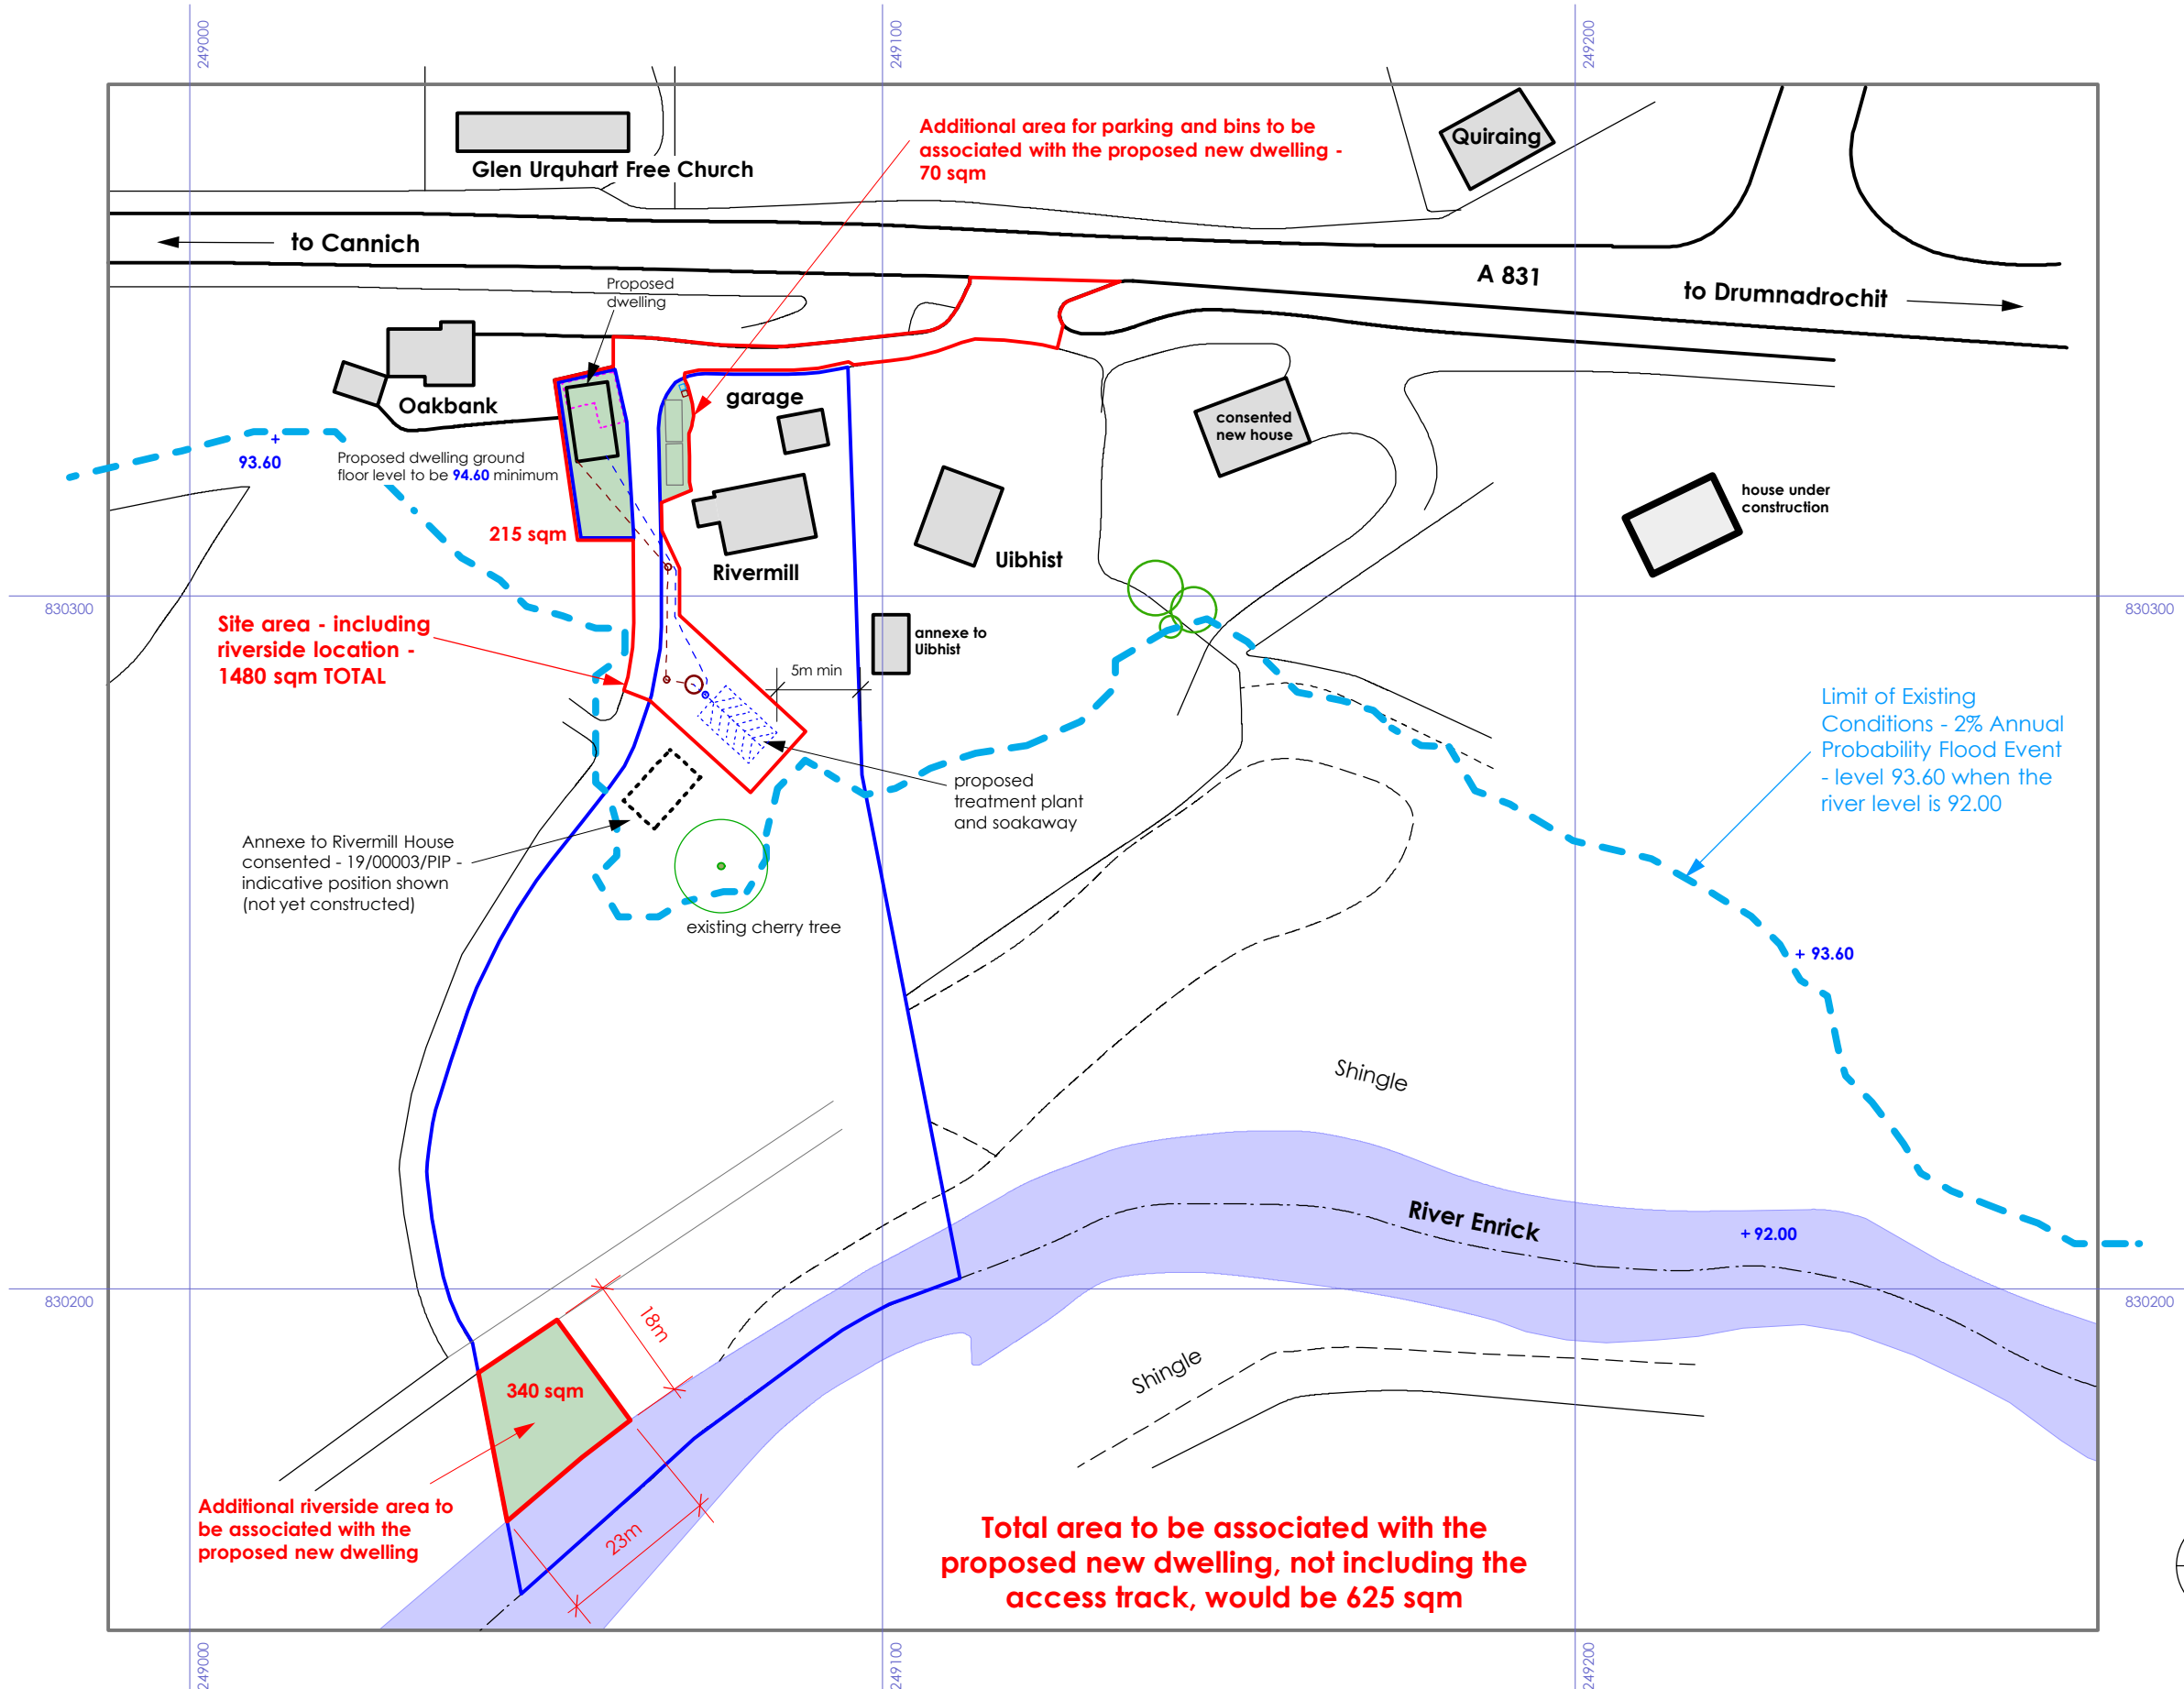 249000
249100
249200
Glen Urquhart Free Church
Additional area for parking and bins to be
associated with the proposed new dwelling -
70 sqm
Quiraing
to Cannich
A 831
to Drumnadrochit
Proposed
dwelling
Oakbank
garage
consented
new house
+
93.60
Proposed dwelling ground
floor level to be 94.60 minimum
house under
construction
215 sqm
Rivermill
Uibhist
830300
830300
Site area - including
riverside location -
1480 sqm TOTAL
annexe to
Uibhist
5m min
Limit of Existing
Conditions - 2% Annual
Probability Flood Event
- level 93.60 when the
river level is 92.00
proposed
treatment plant
and soakaway
Annexe to Rivermill House
consented - 19/00003/PIP -
indicative position shown
(not yet constructed)
existing cherry tree
+ 93.60
Shingle
River Enrick
+ 92.00
830200
830200
18m
Shingle
340 sqm
Additional riverside area to
be associated with the
proposed new dwelling
23m
Total area to be associated with the
proposed new dwelling, not including the
access track, would be 625 sqm
249000
249100
249200